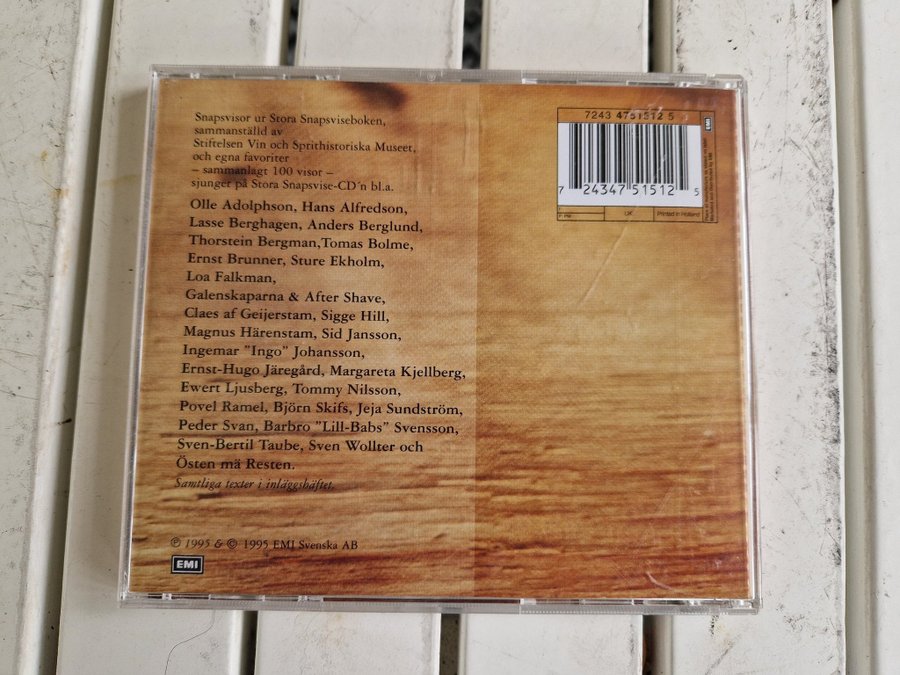 Snapsvisor ur Stora Snapsviseboken,
sammanställd av
Stiftelsen Vin och Sprithistoriska Museet,
och egna favoriter
– sammanlagt 100 visor –
sjunger på Stora Snapsvise-CD´n bl.a.
Olle Adolphson, Hans Alfredson,
Lasse Berghagen, Anders Berglund,
Thorstein Bergman,Tomas Bolme,
Ernst Brunner, Sture Ekholm,
Loa Falkman,
Galenskaparna & After Shave,
Claes af Geijerstam, Sigge Hill,
Magnus Härenstam, Sid Jansson,
Ingemar ”Ingo” Johansson,
Ernst-Hugo Järegård, Margareta Kjellberg,
Ewert Ljusberg, Tommy Nilsson,
Povel Ramel, Björn Skifs, Jeja Sundström,
Peder Svan, Barbro ”Lill-Babs” Svensson,
Sven-Bertil Taube, Sven Wollter och
Östen mä Resten.
Samtliga texter i inläggshäftet.
℗ 1995 & © 1995 EMI Svenska AB
EMI
7243 4751512 5
7 24347 51512 5
UK
Printed in Holland
EMI